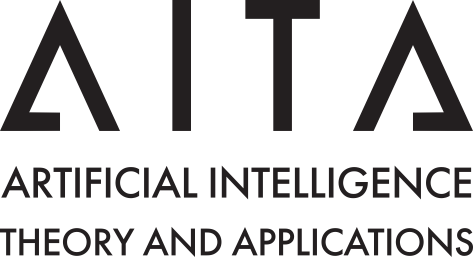 AITA
ARTIFICIAL INTELLIGENCE
THEORY AND APPLICATIONS